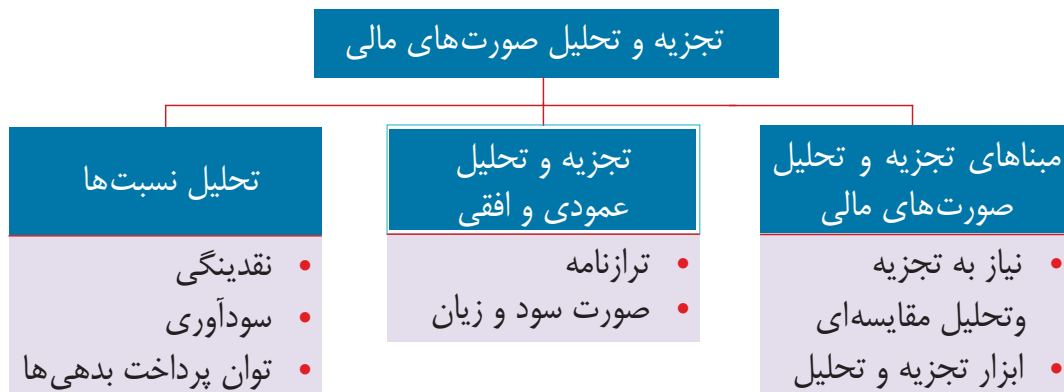 تجزیه و تحلیل صورت‌های مالی
مبناهای تجزیه و تحلیل
صورت‌های مالی
• نیاز به تجزیه
وتحلیل مقایسه‌ای
• ابزار تجزیه و تحلیل
تجزیه و تحلیل
عمودی و افقی
• ترازنامه
• صورت سود و زیان
تحلیل نسبت‌ها
• نقدینگی
• سودآوری
• توان پرداخت بدهی‌ها